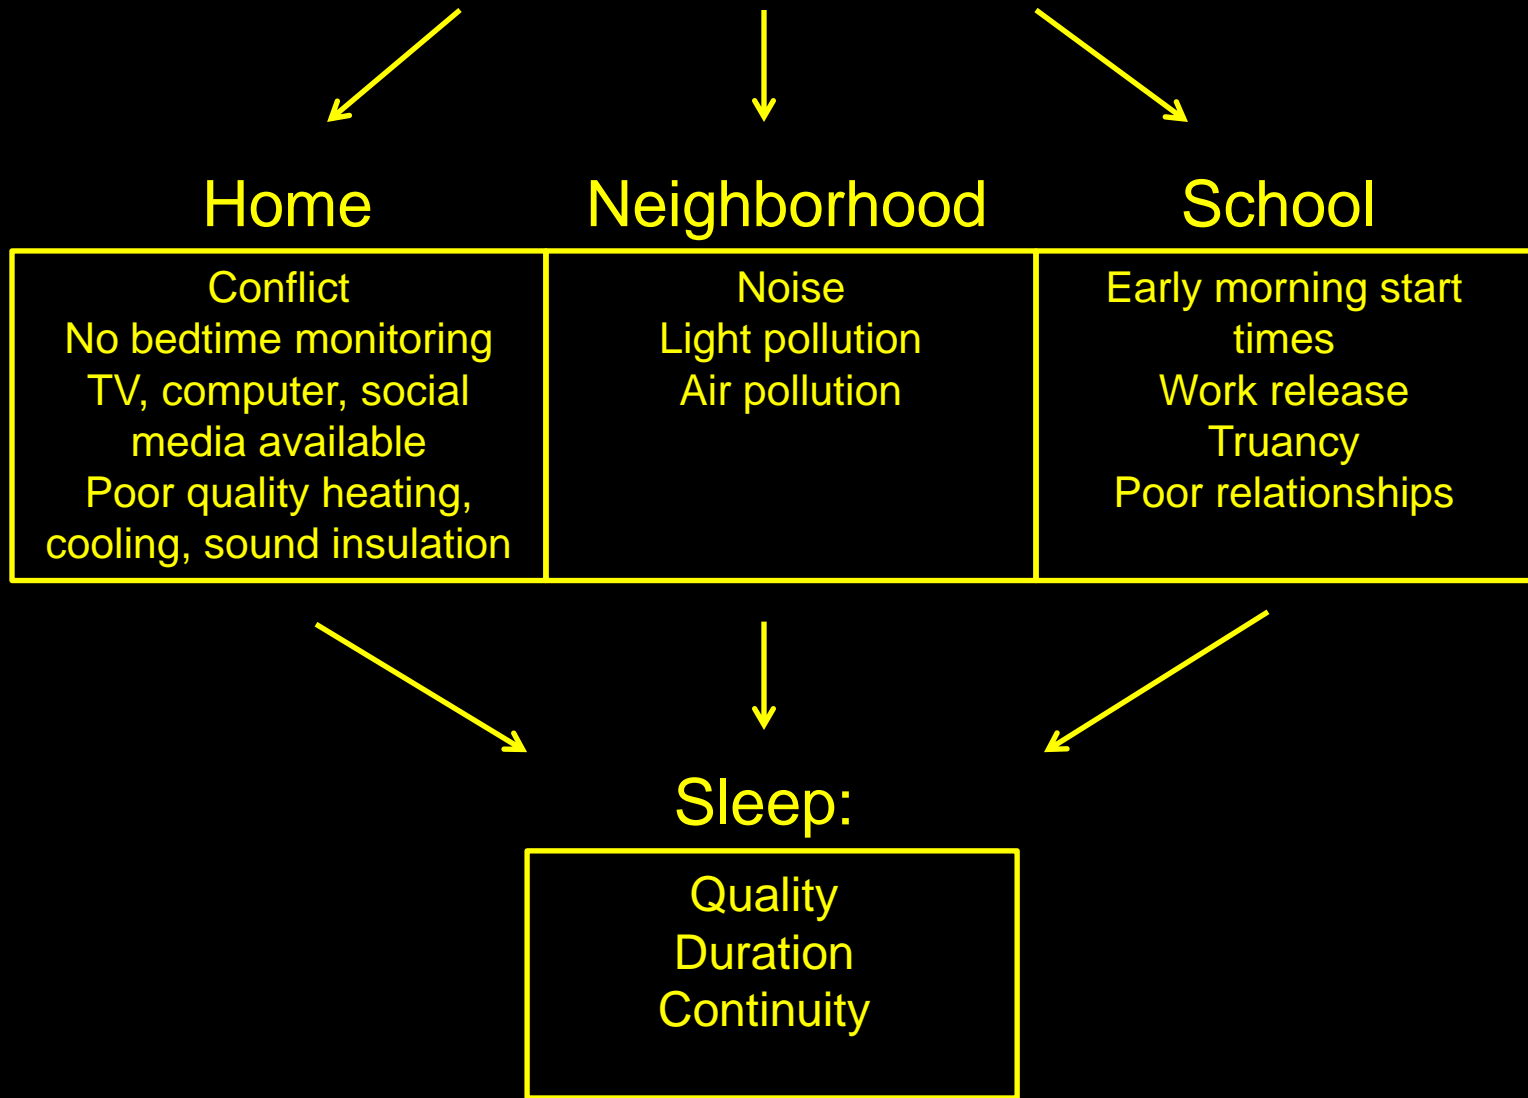 Home
Neighborhood
School
Conflict
No bedtime monitoring
TV, computer, social
media available
Poor quality heating,
cooling, sound insulation
Noise
Light pollution
Air pollution
Early morning start
times
Work release
Truancy
Poor relationships
Sleep:
Quality
Duration
Continuity